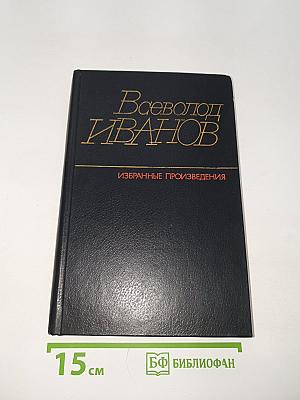 Всеволод
ИВАНОВ
ИЗБРАННЫЕ ПРОИЗВЕДЕНИЯ
15 см
БФ БИБЛИОФАН